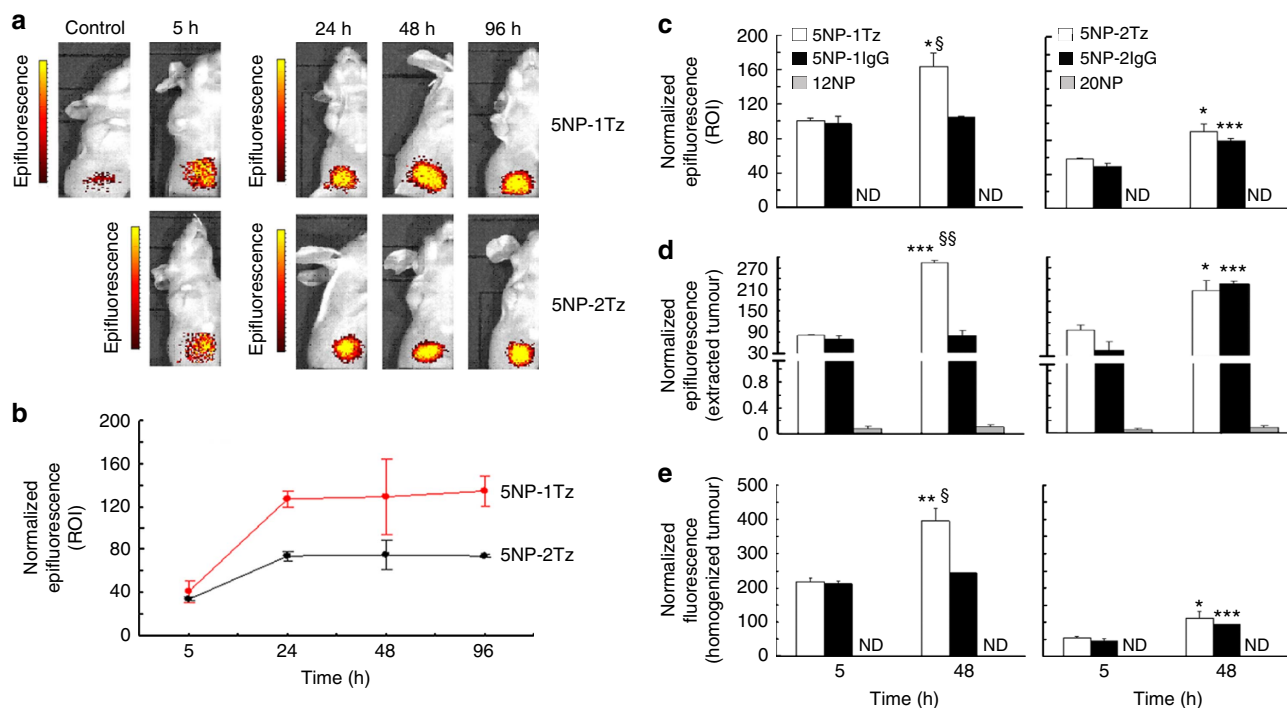 a
Control
5 h
24 h
48 h
96 h
Epifluorescence
Epifluorescence
5NP-1Tz
Epifluorescence
Epifluorescence
5NP-2Tz
b
Normalized
epifluorescence
(ROI)
200
160
120
80
40
0
5NP-1Tz
5NP-2Tz
5
24
48
96
Time (h)
c
Normalized
epifluorescence
(ROI)
200
160
120
80
40
0
5NP-1Tz
5NP-1IgG
12NP
* §
ND
ND
5NP-2Tz
5NP-2IgG
20NP
*
***
ND
ND
d
Normalized
epifluorescence
(extracted tumour)
270
210
150
90
30
0.8
0.4
0
*** §§
*
***
e
Normalized
fluorescence
(homogenized tumour)
500
400
300
200
100
0
** §
ND
ND
*
***
ND
ND
5
48
Time (h)
5
48
Time (h)